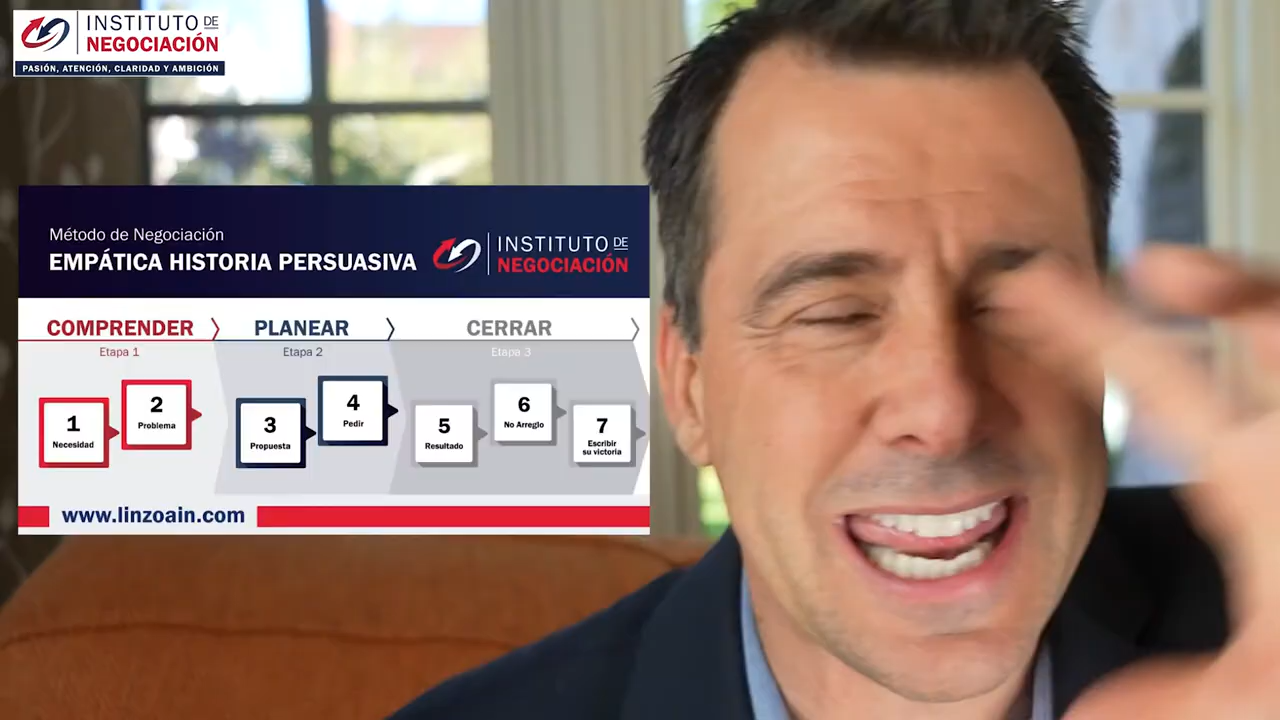 INSTITUTO DE
NEGOCIACIÓN
PASIÓN, ATENCIÓN, CLARIDAD Y AMBICIÓN
Método de Negociación
EMPÁTICA HISTORIA PERSUASIVA
INSTITUTO DE
NEGOCIACIÓN
COMPRENDER
PLANEAR
CERRAR
Etapa 1
Etapa 2
Etapa 3
1
Necesidad
2
Problema
3
Propuesta
4
Pedir
5
Resultado
6
No Arreglo
7
Escribir
su victoria
www.linzoain.com